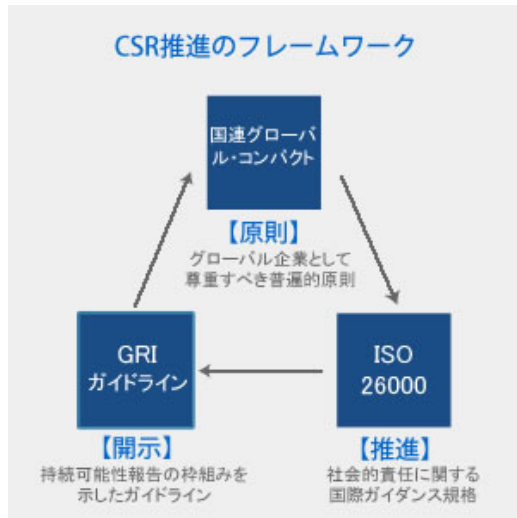 CSR推進のフレームワーク
国連グローバ
ル・コンパクト
【原則】
グローバル企業として
尊重すべき普遍的原則
GRI
ガイドライン
【開示】
持続可能性報告の枠組みを
示したガイドライン
ISO
26000
【推進】
社会的責任に関する
国際ガイダンス規格